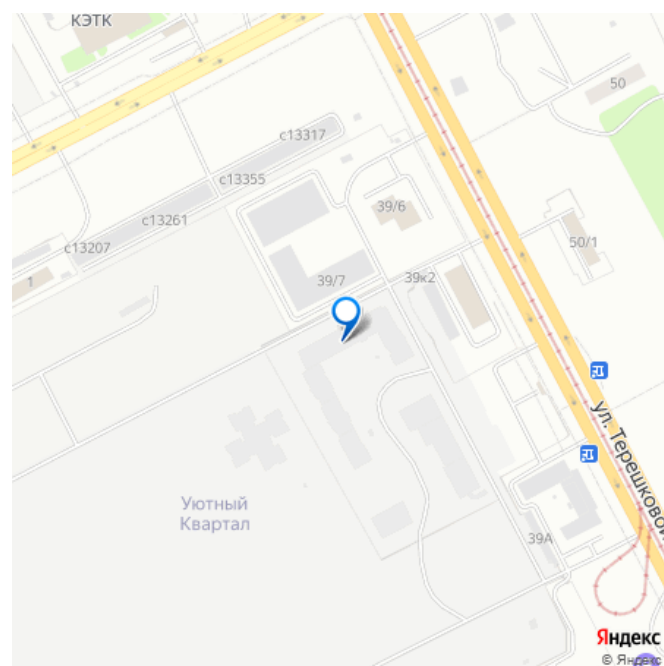 КЭТК
50
с13317
с13355
39/6
с13261
50/1
с13207
39/7
39к2
1
ул. Терешковой
Уютный
Квартал
39А
Яндекс
© Яндекс